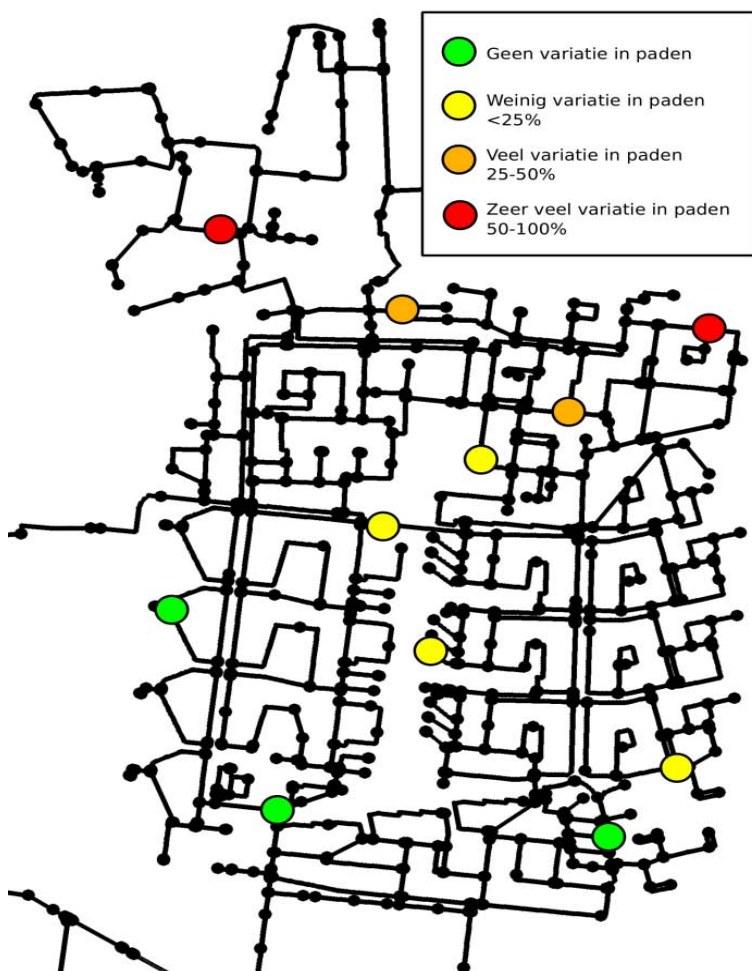 Geen variatie in paden
Weinig variatie in paden
<25%
Veel variatie in paden
25-50%
Zeer veel variatie in paden
50-100%